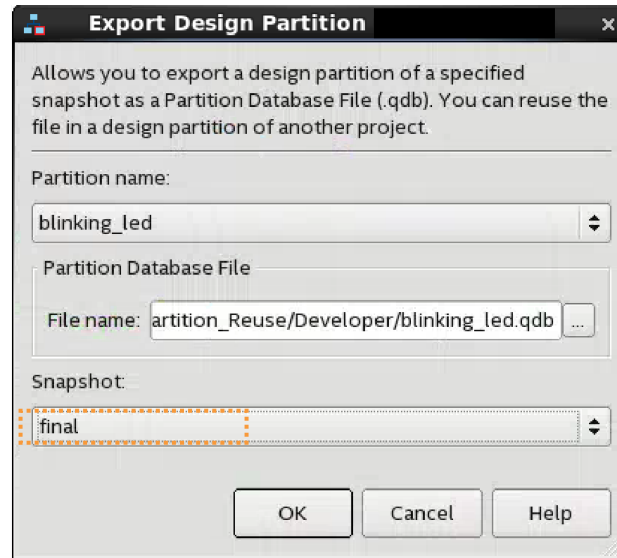 Export Design Partition
Allows you to export a design partition of a specified
snapshot as a Partition Database File (.qdb). You can reuse the
file in a design partition of another project.
Partition name:
blinking_led
Partition Database File
File name: artition_Reuse/Developer/blinking_led.qdb ...
Snapshot:
final
OK Cancel Help